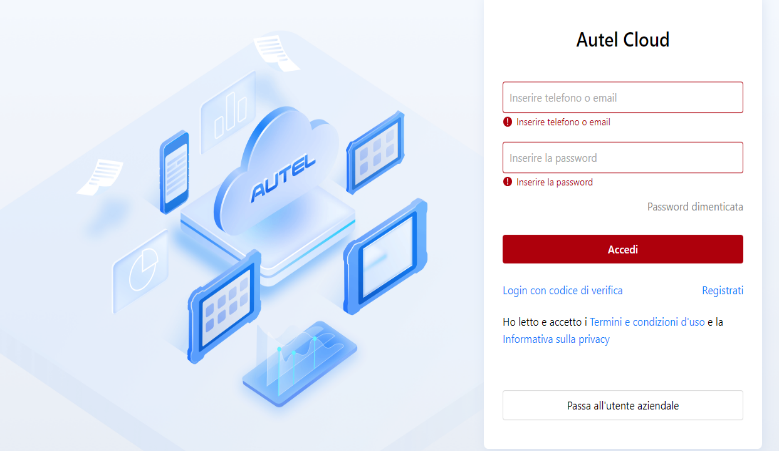 AUTEL
Autel Cloud
Inserire telefono o email
Inserire telefono o email
Inserire la password
Inserire la password
Password dimenticata
Accedi
Login con codice di verifica
Registrati
Ho letto e accetto i Termini e condizioni d'uso e la
Informativa sulla privacy
Passa all'utente aziendale